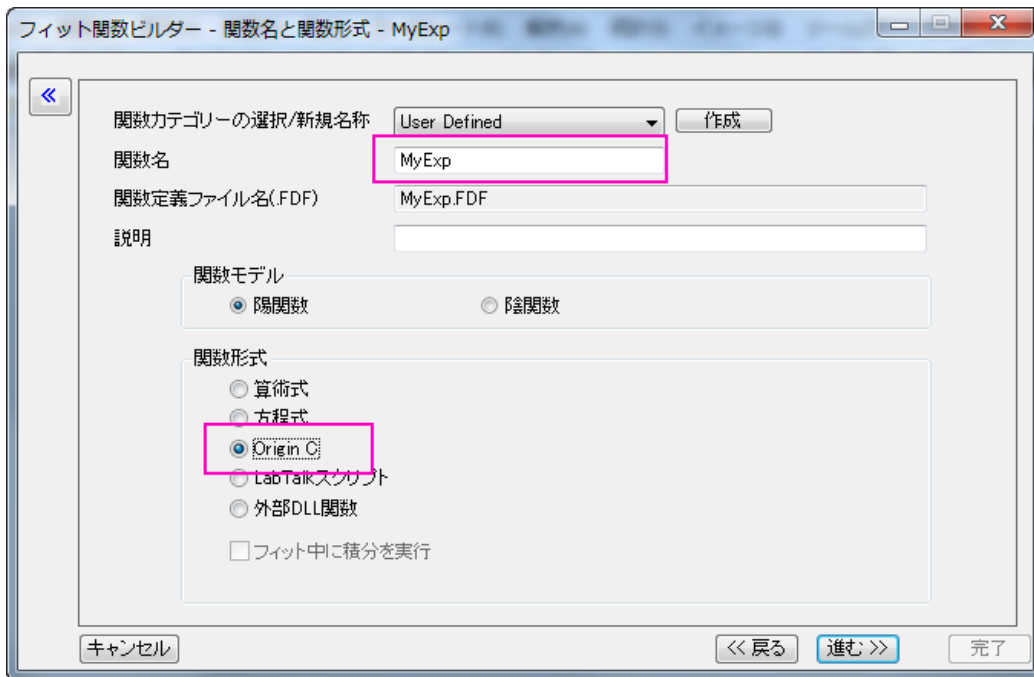 フィット関数ビルダー - 関数名と関数形式 - MyExp
関数カテゴリーの選択/新規名称 User Defined 作成
関数名 MyExp
関数定義ファイル名(.FDF) MyExp.FDF
説明
関数モデル
陽関数 陰関数
関数形式
算術式
方程式
Origin C
LabTalkスクリプト
外部DLL関数
フィット中に積分を実行
キャンセル << 戻る 進む >> 完了